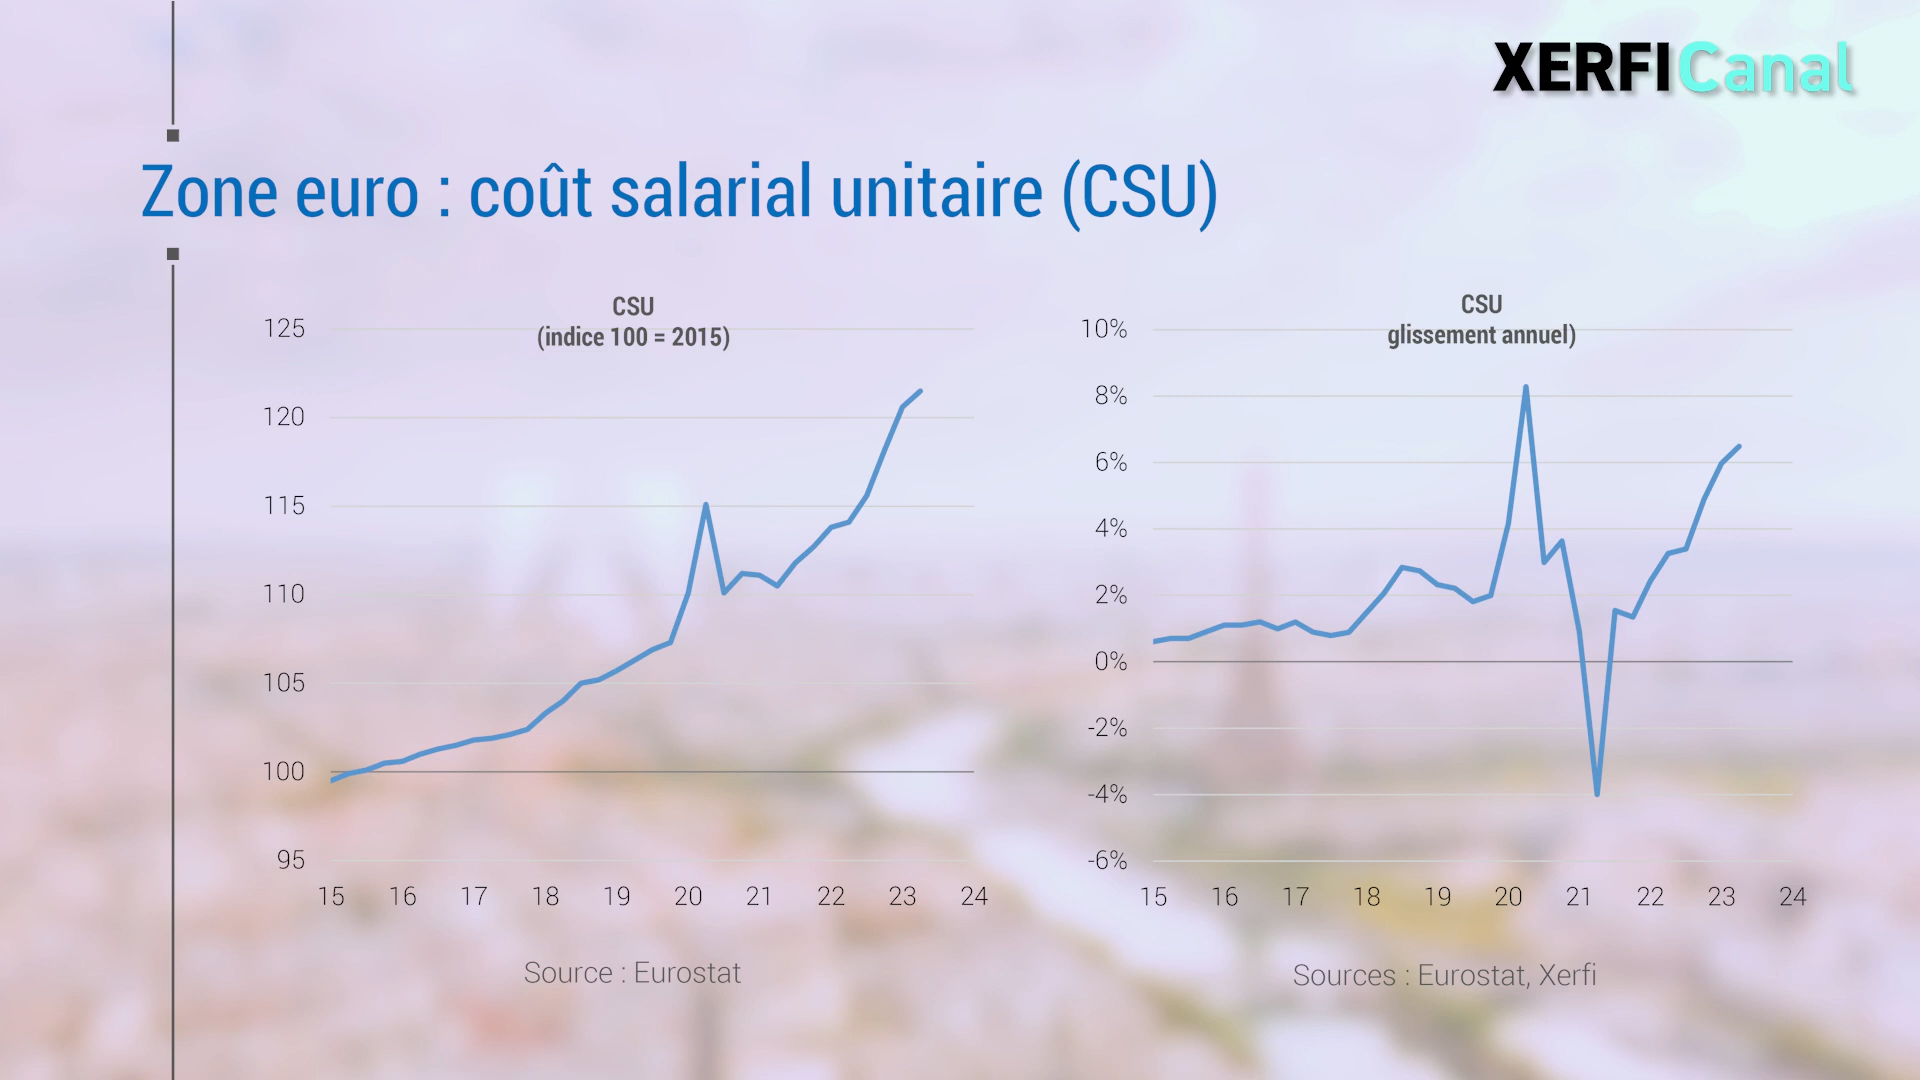 XERFI Canal
Zone euro : coût salarial unitaire (CSU)
CSU
(indice 100 = 2015)
125
120
115
110
105
100
95
15 16 17 18 19 20 21 22 23 24
Source : Eurostat
CSU
glissement annuel)
10%
8%
6%
4%
2%
0%
-2%
-4%
-6%
15 16 17 18 19 20 21 22 23 24
Sources : Eurostat, Xerfi